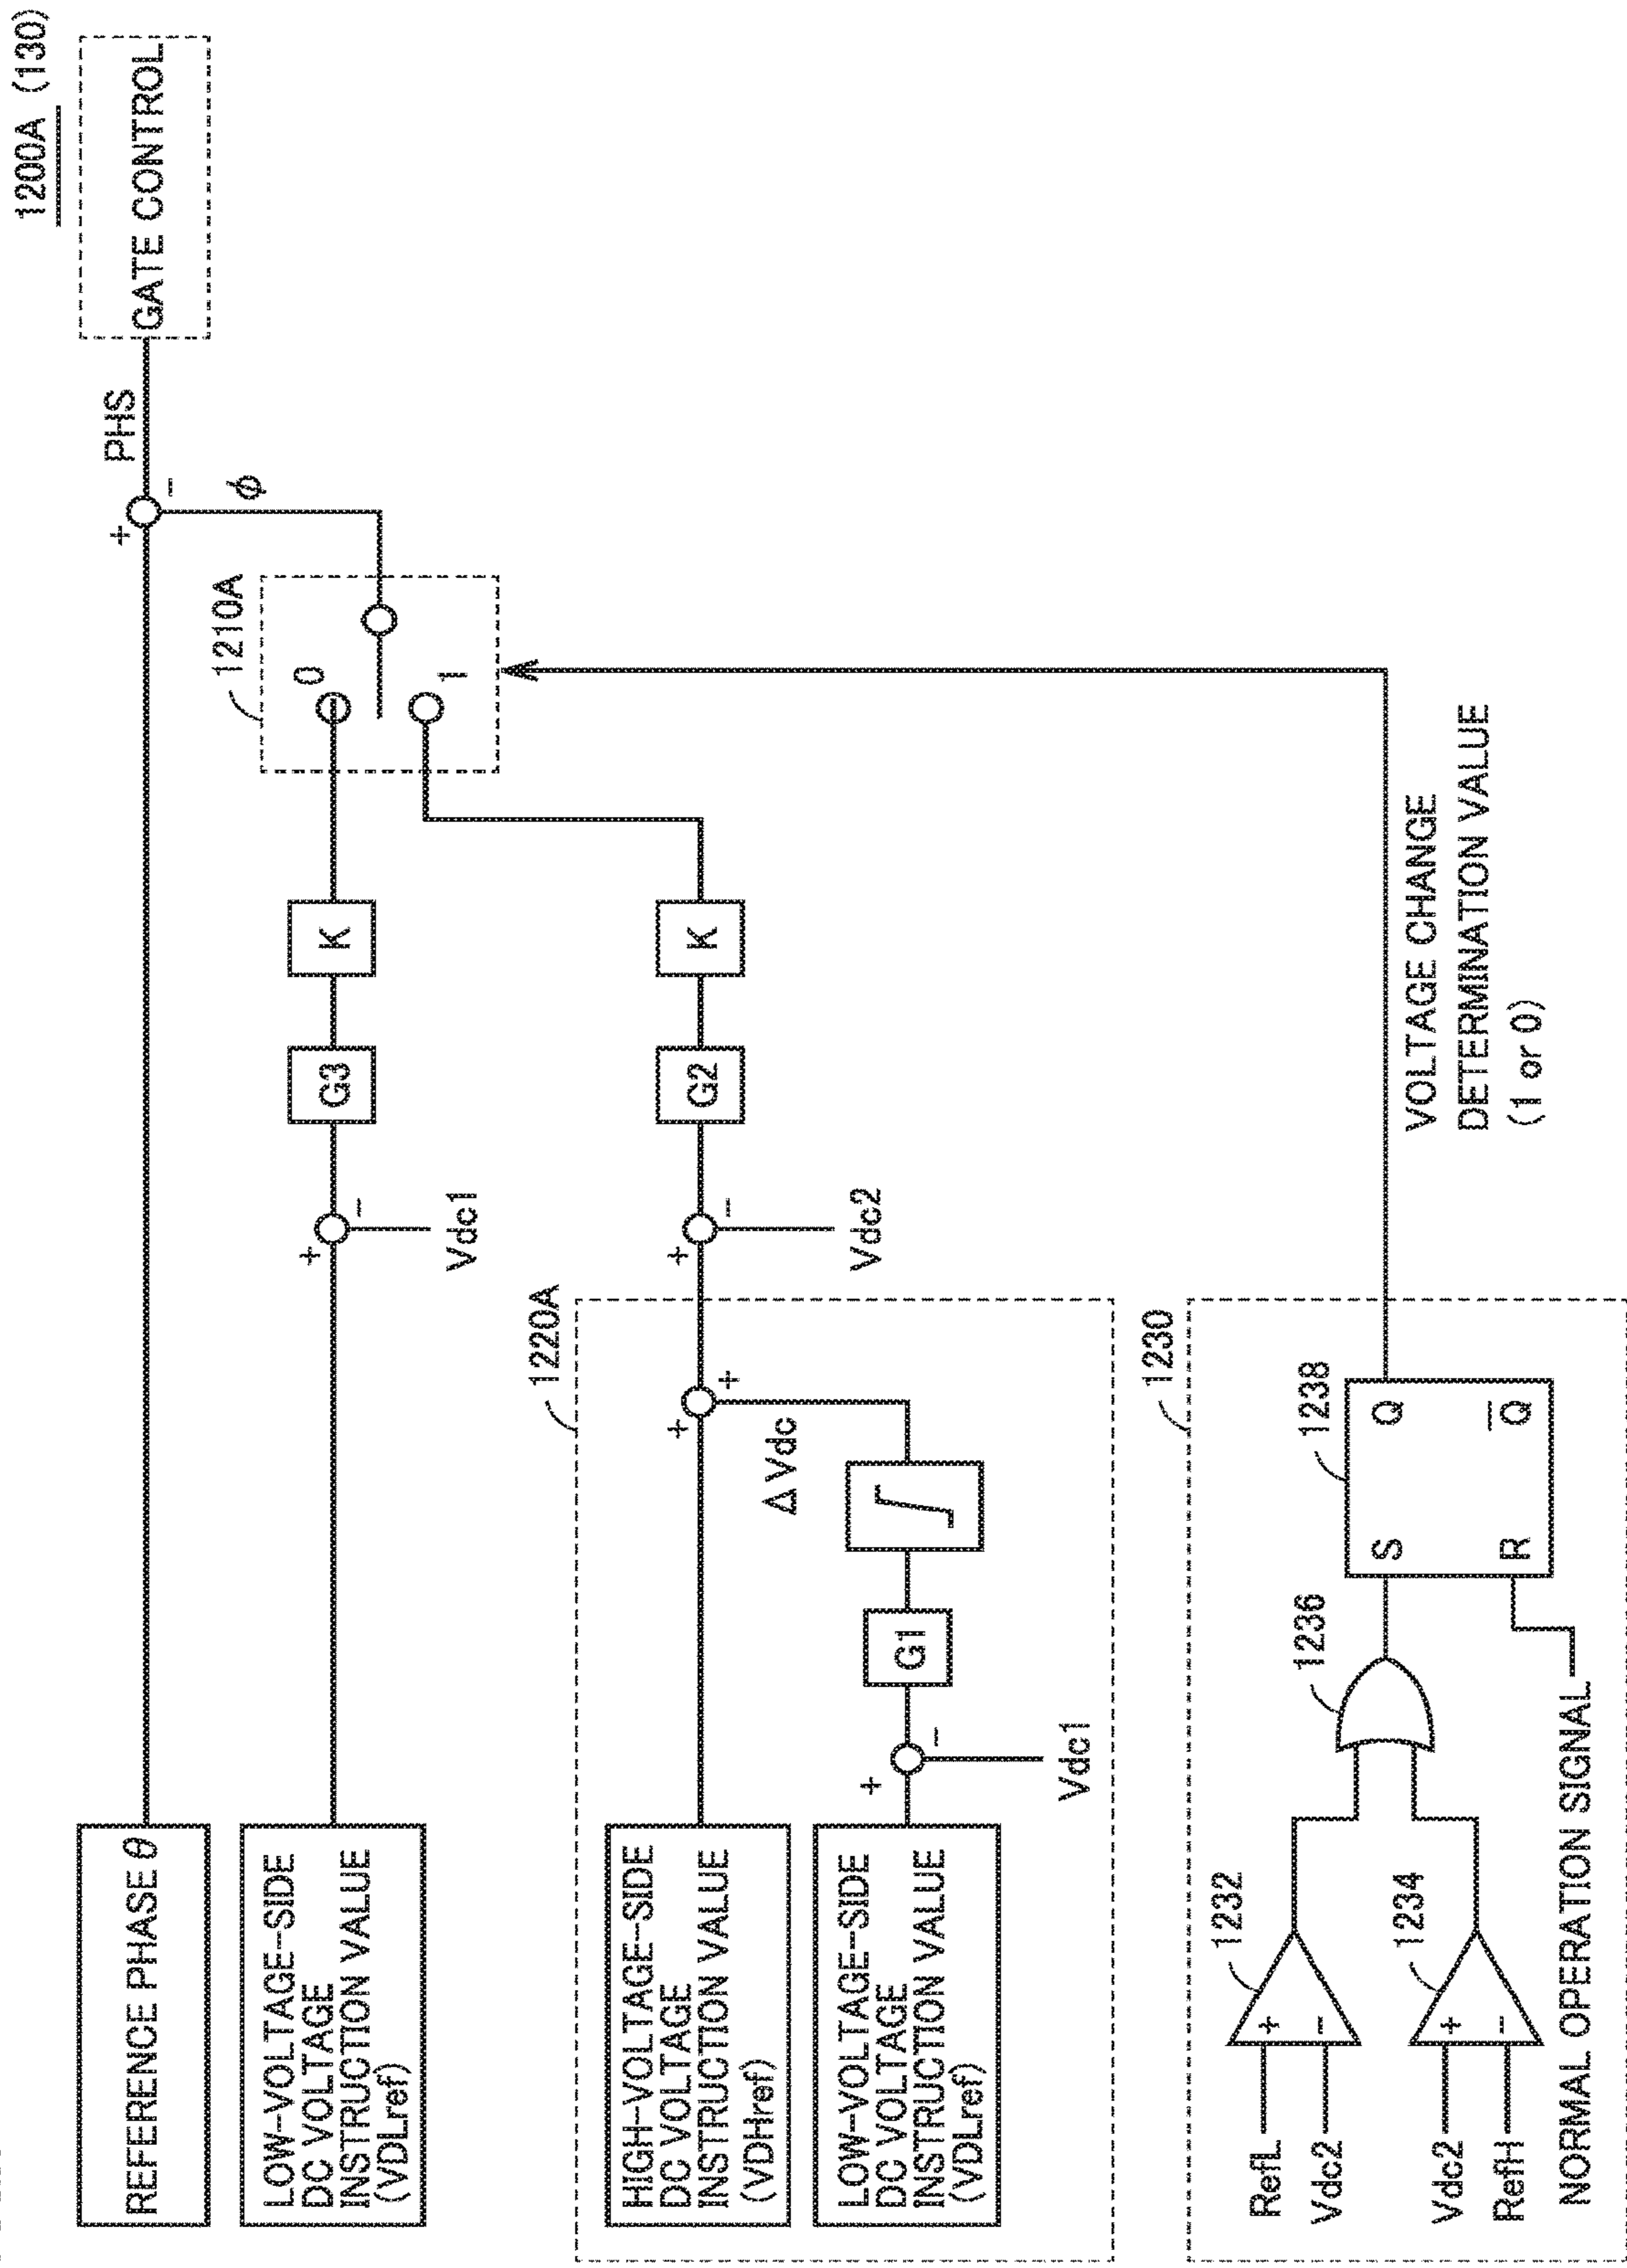 1200A (130)
REFERENCE PHASE θ
+
−
PHS
GATE CONTROL
ϕ
LOW-VOLTAGE-SIDE
DC VOLTAGE
INSTRUCTION VALUE
(VDLref)
+
−
Vdc1
G3
K
1210A
0
1
1220A
HIGH-VOLTAGE-SIDE
DC VOLTAGE
INSTRUCTION VALUE
(VDHref)
+
+
ΔVdc
+
−
Vdc2
G2
K
LOW-VOLTAGE-SIDE
DC VOLTAGE
INSTRUCTION VALUE
(VDLref)
+
−
Vdc1
G1
1230
RefL
Vdc2
+
−
1232
Vdc2
RefH
+
−
1234
1236
1238
S
Q
R
Q̅
NORMAL OPERATION SIGNAL
VOLTAGE CHANGE
DETERMINATION VALUE
(1 or 0)